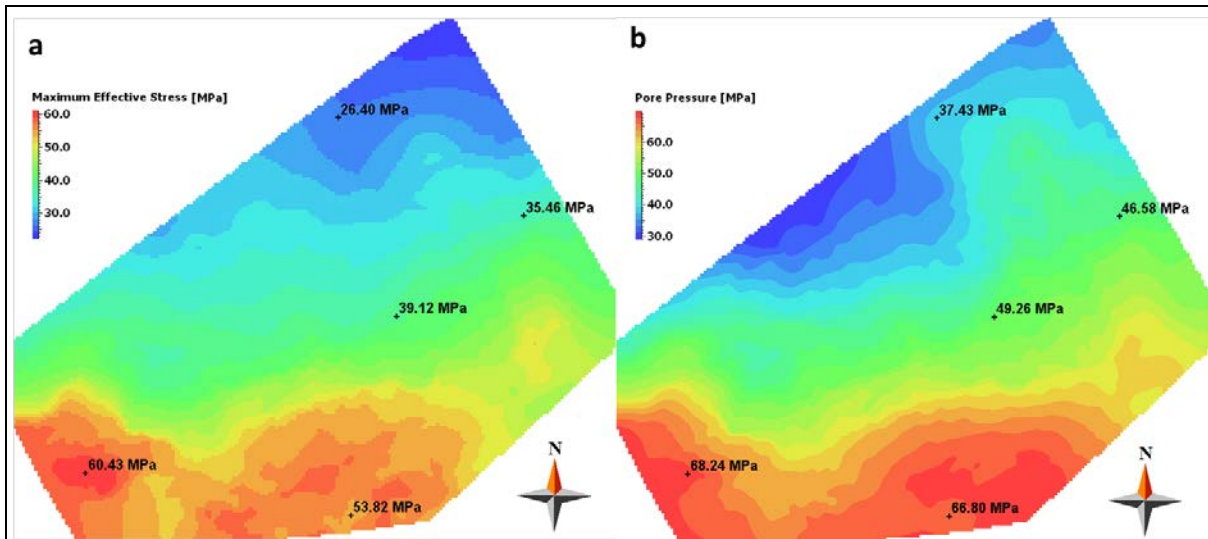 a
Maximum Effective Stress [MPa]
60.0
50.0
40.0
30.0
26.40 MPa
35.46 MPa
39.12 MPa
60.43 MPa
53.82 MPa
N
b
Pore Pressure [MPa]
60.0
50.0
40.0
30.0
37.43 MPa
46.58 MPa
49.26 MPa
68.24 MPa
66.80 MPa
N